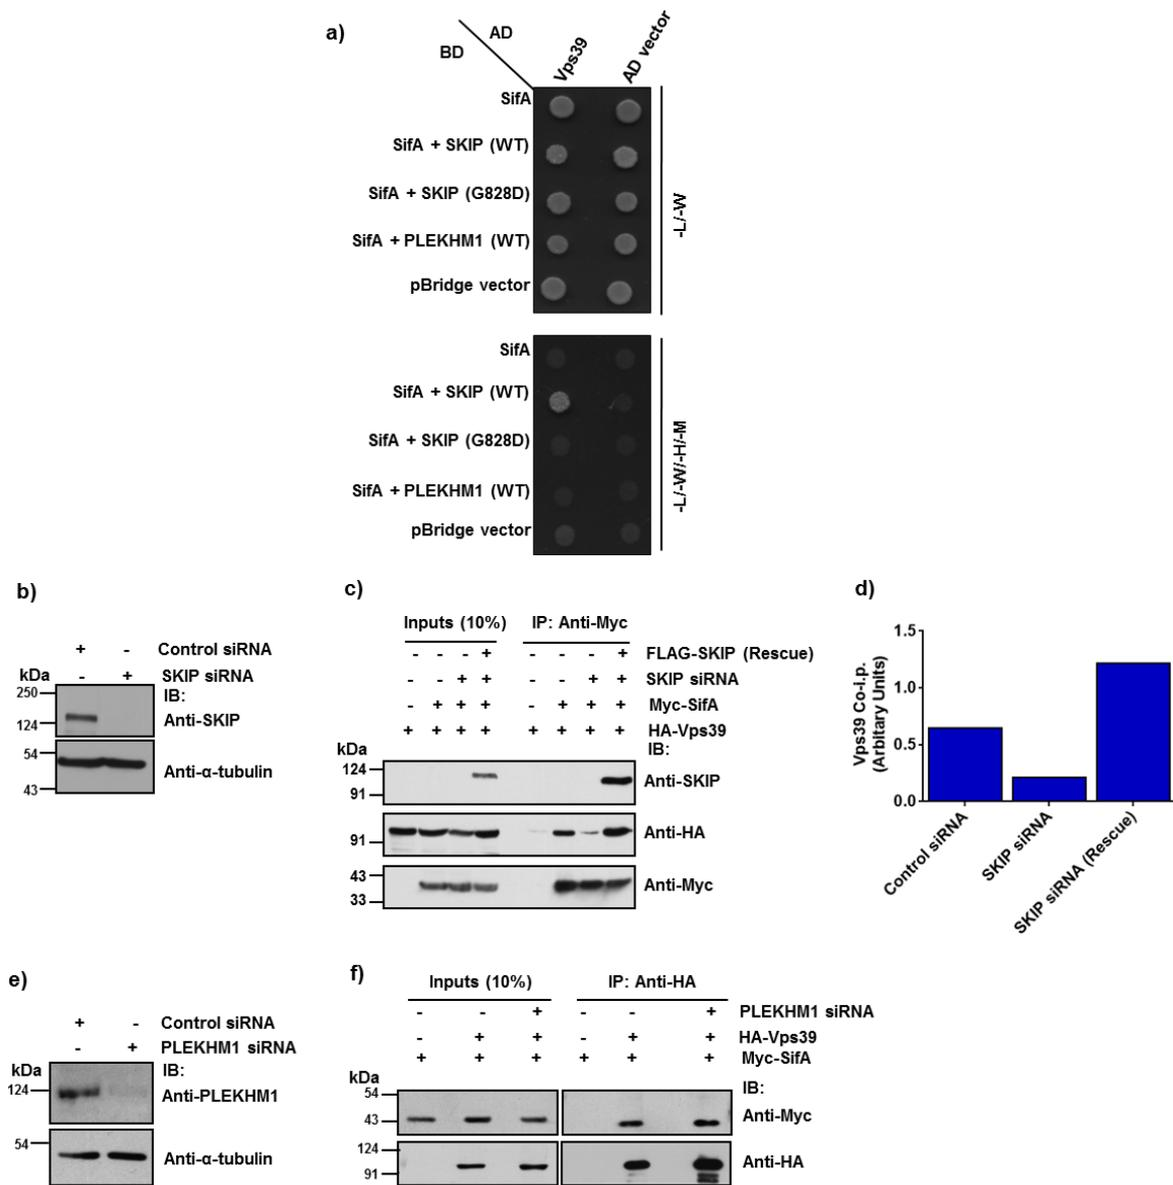 a)
AD
BD
Vps39
AD vector
SifA
SifA + SKIP (WT)
SifA + SKIP (G828D)
SifA + PLEKHM1 (WT)
pBridge vector
-L/-W
SifA
SifA + SKIP (WT)
SifA + SKIP (G828D)
SifA + PLEKHM1 (WT)
pBridge vector
-L/-W/-H/-M
b)
+ - Control siRNA
kDa - + SKIP siRNA
IB:
250
124
Anti-SKIP
54
43
Anti-α-tubulin
c)
Inputs (10%) IP: Anti-Myc
- - - + - - - + FLAG-SKIP (Rescue)
- - + + - - + + SKIP siRNA
- + + + - + + + Myc-SifA
+ + + + + + + + HA-Vps39
kDa IB:
124
91
Anti-SKIP
91
Anti-HA
43
33
Anti-Myc
d)
Vps39 Co-i.p.
(Arbitary Units)
1.5
1.0
0.5
0.0
Control siRNA
SKIP siRNA
SKIP siRNA (Rescue)
e)
+ - Control siRNA
- + PLEKHM1 siRNA
kDa IB:
124
Anti-PLEKHM1
54
Anti-α-tubulin
f)
Inputs (10%) IP: Anti-HA
- - + - - + PLEKHM1 siRNA
- + + - + + HA-Vps39
+ + + + + + Myc-SifA
kDa IB:
54
43
Anti-Myc
124
91
Anti-HA